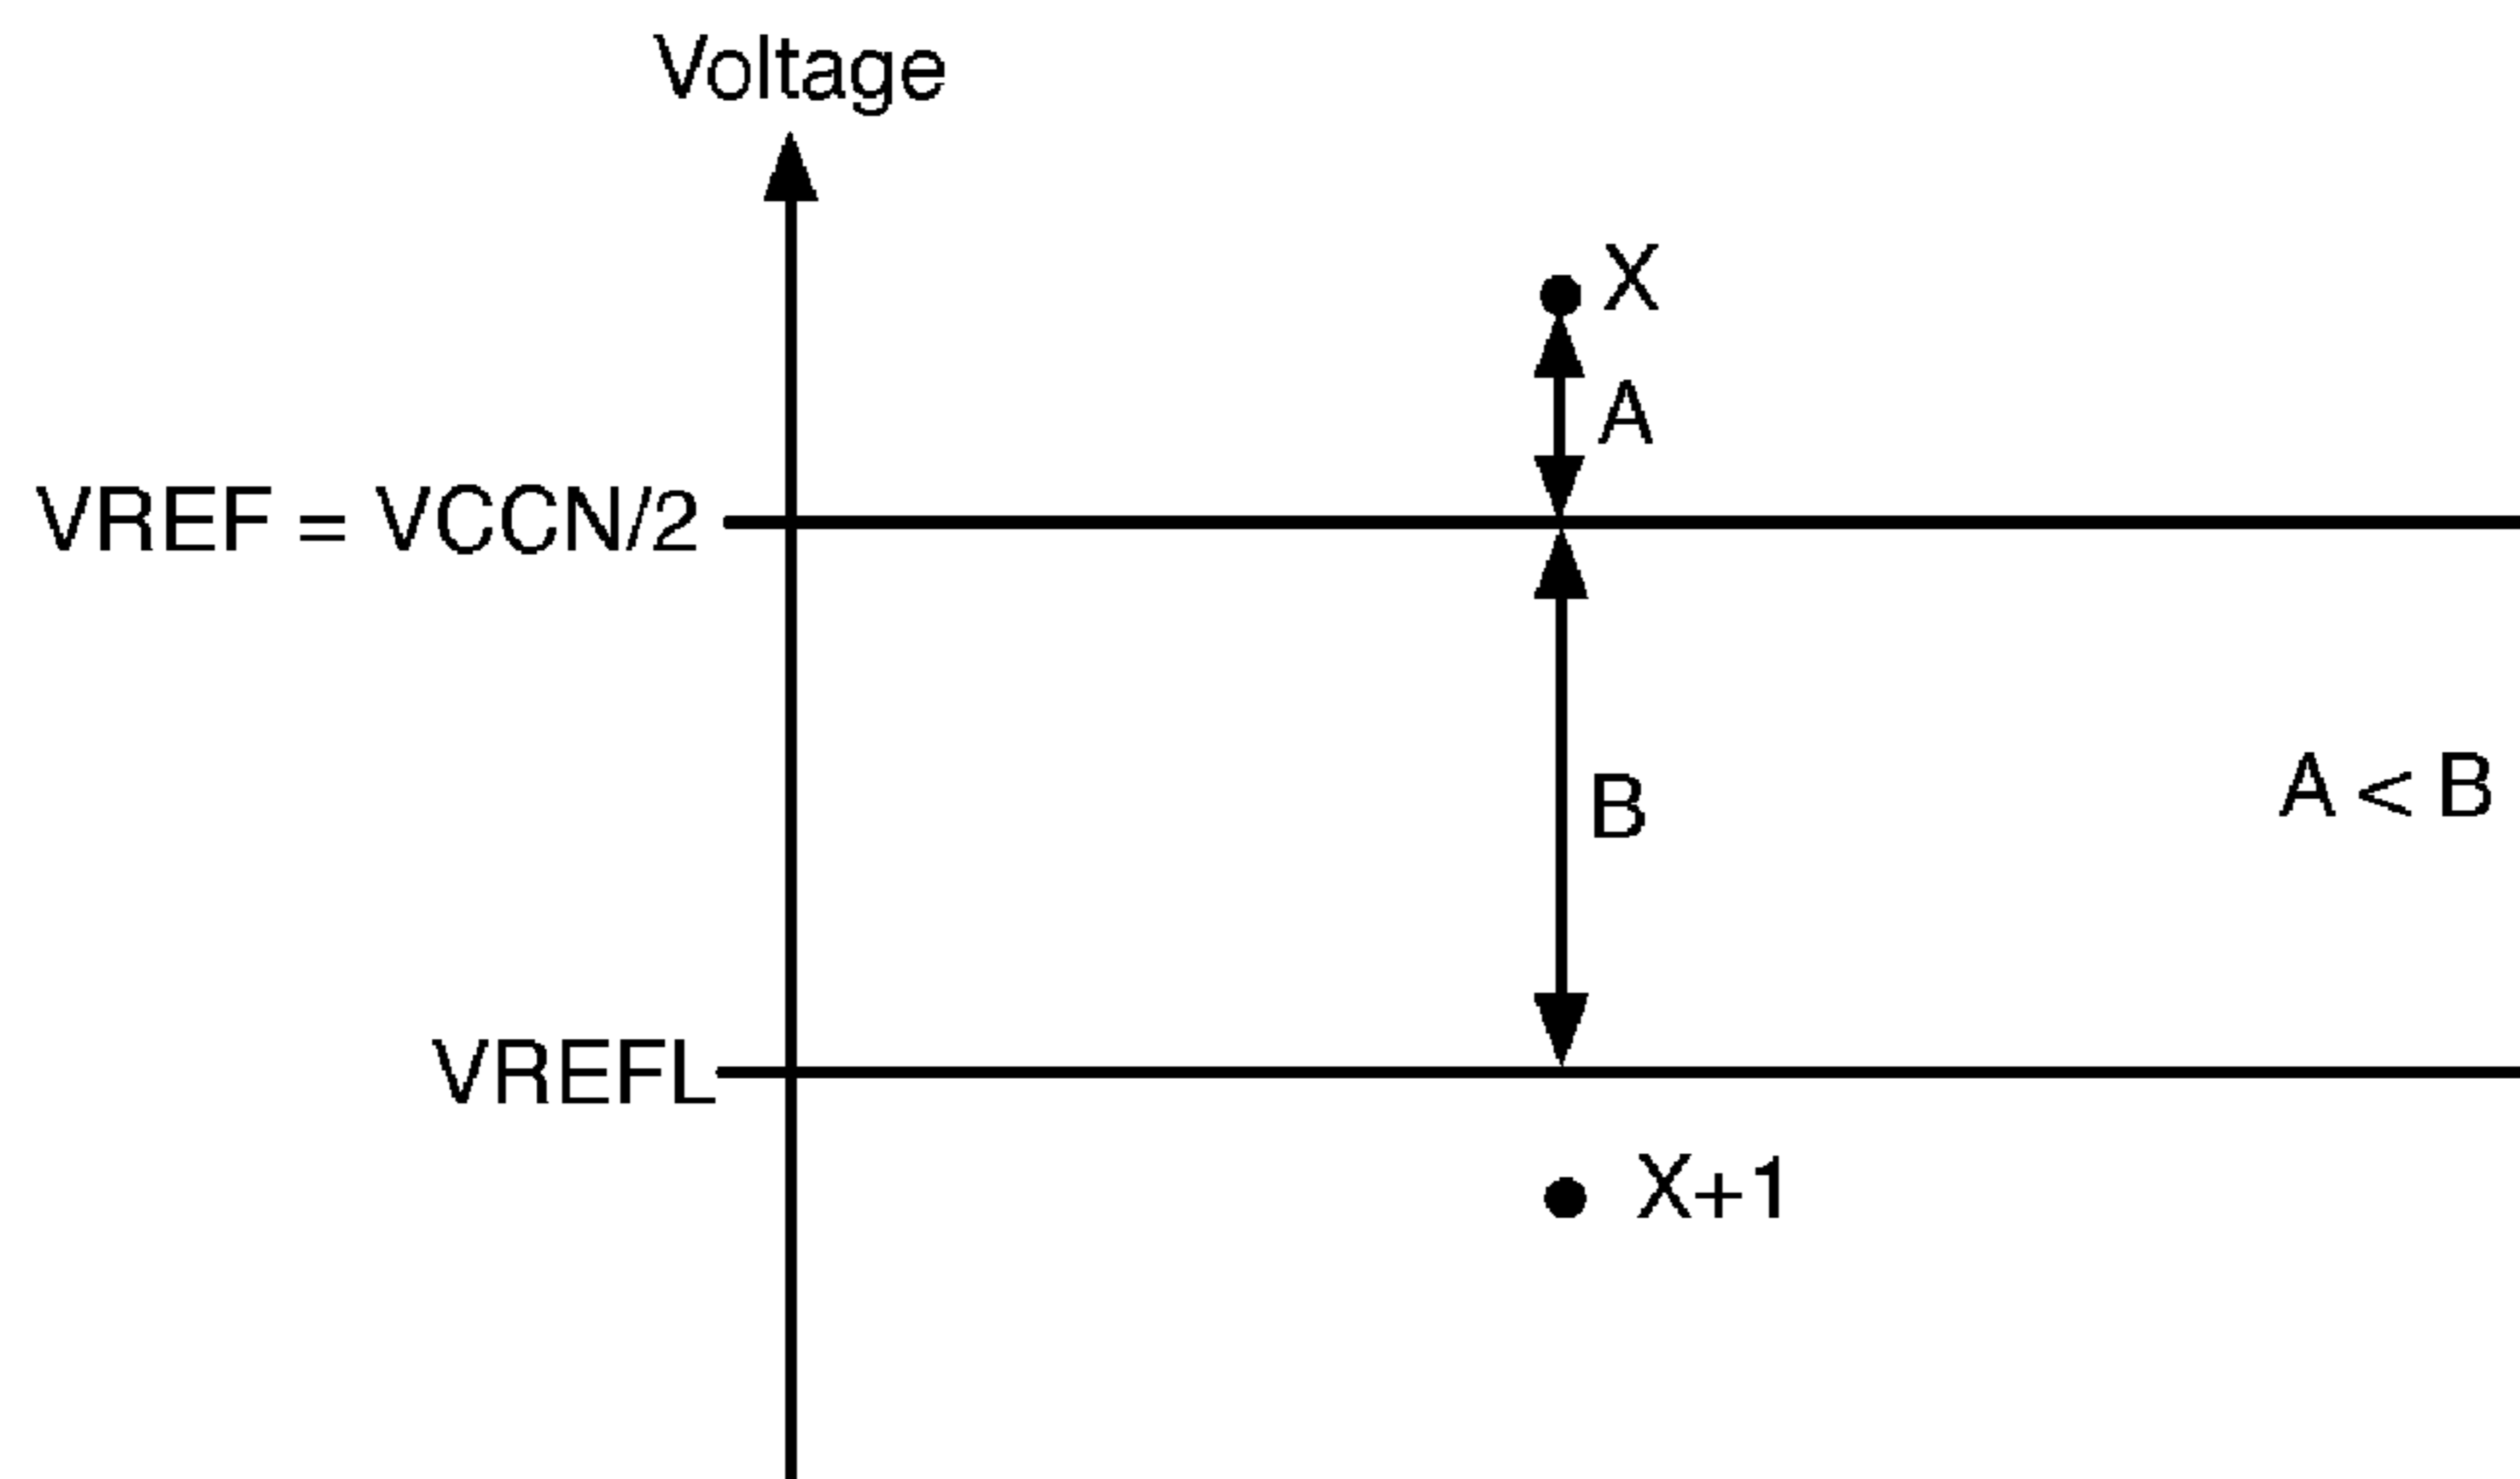 Voltage
X
A
VREF = VCCN/2
B
A < B
VREFL
X+1